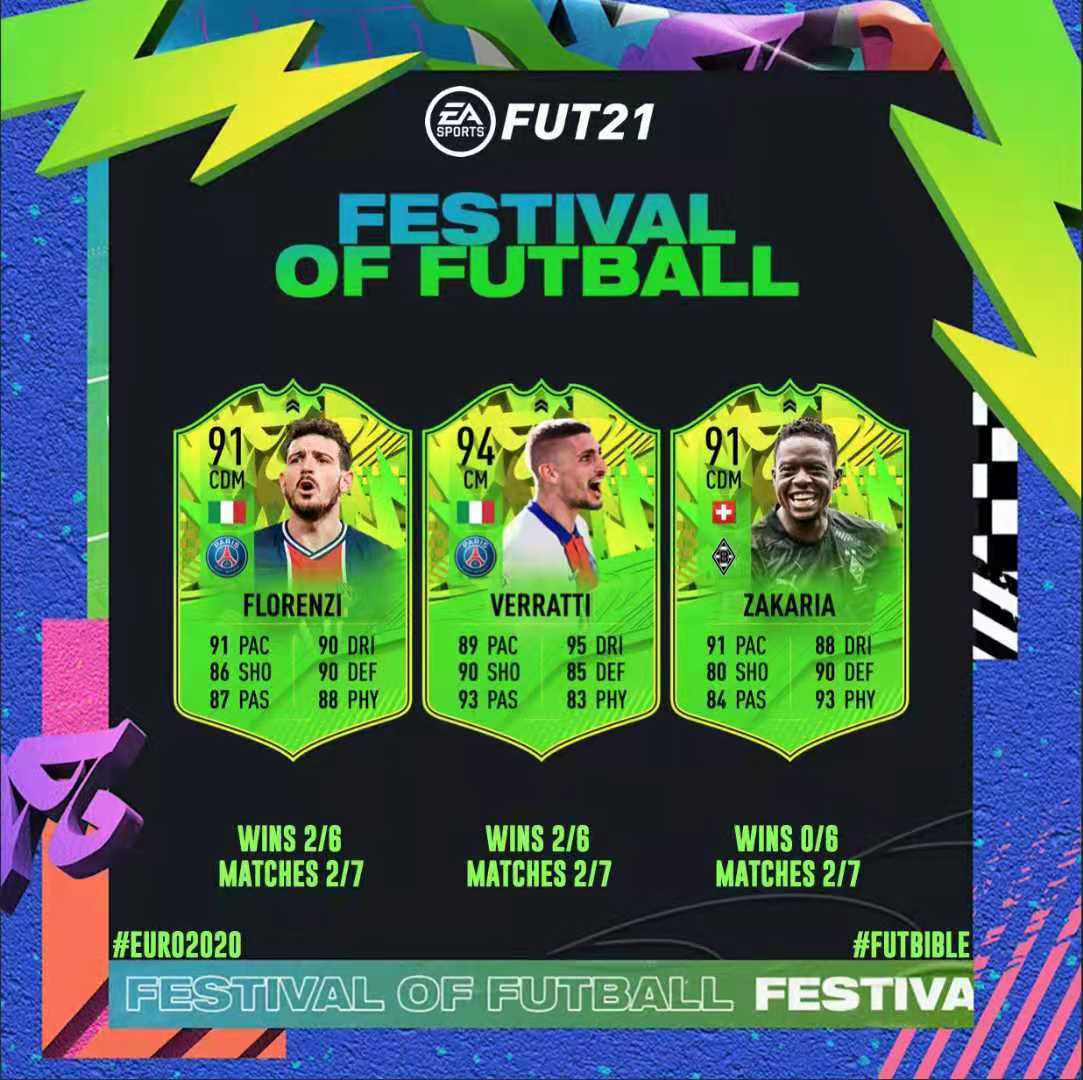 EA SPORTS FUT21
FESTIVAL
OF FUTBALL
91
CDM
PARIS
FLORENZI
91 PAC 90 DRI
86 SHO 90 DEF
87 PAS 88 PHY
94
CM
PARIS
VERRATTI
89 PAC 95 DRI
90 SHO 85 DEF
93 PAS 83 PHY
91
CDM
ZAKARIA
91 PAC 88 DRI
80 SHO 90 DEF
84 PAS 93 PHY
WINS 2/6
MATCHES 2/7
WINS 2/6
MATCHES 2/7
WINS 0/6
MATCHES 2/7
#EURO2020
#FUTBIBLE
FESTIVAL OF FUTBALL FESTIVA